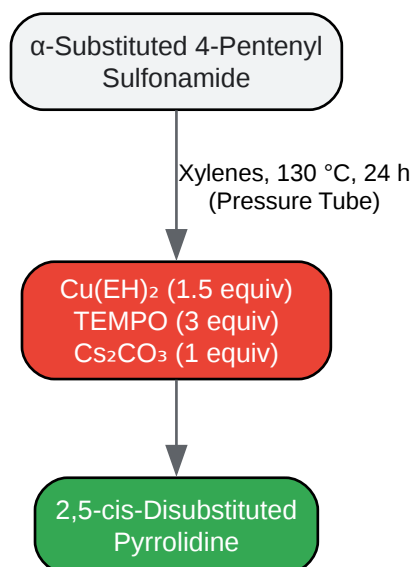 α-Substituted 4-Pentenyl
Sulfonamide
Xylenes, 130 °C, 24 h
(Pressure Tube)
Cu(EH)₂ (1.5 equiv)
TEMPO (3 equiv)
Cs₂CO₃ (1 equiv)
2,5-cis-Disubstituted
Pyrrolidine